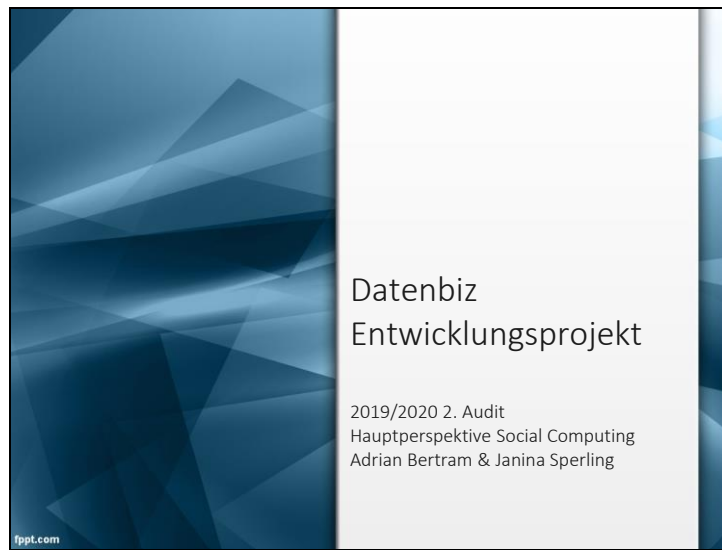 Datenbiz
Entwicklungsprojekt
2019/2020 2. Audit
Hauptperspektive Social Computing
Adrian Bertram & Janina Sperling
fppt.com